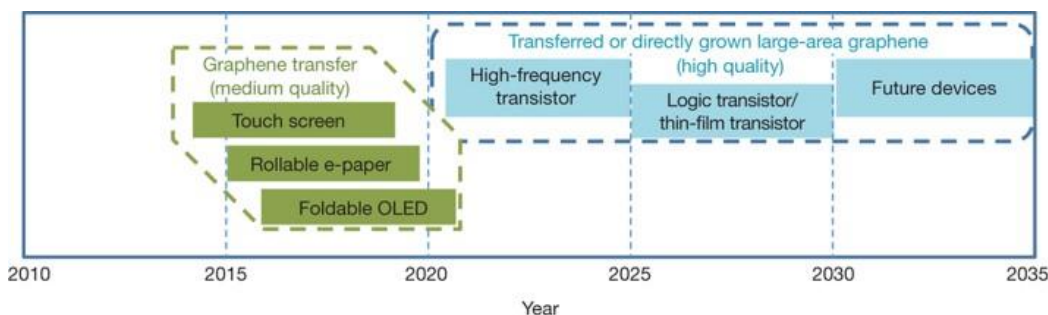 Transferred or directly grown large-area graphene
(high quality)
Graphene transfer
(medium quality)
High-frequency
transistor
Logic transistor/
thin-film transistor
Future devices
Touch screen
Rollable e-paper
Foldable OLED
2010
2015
2020
2025
2030
2035
Year